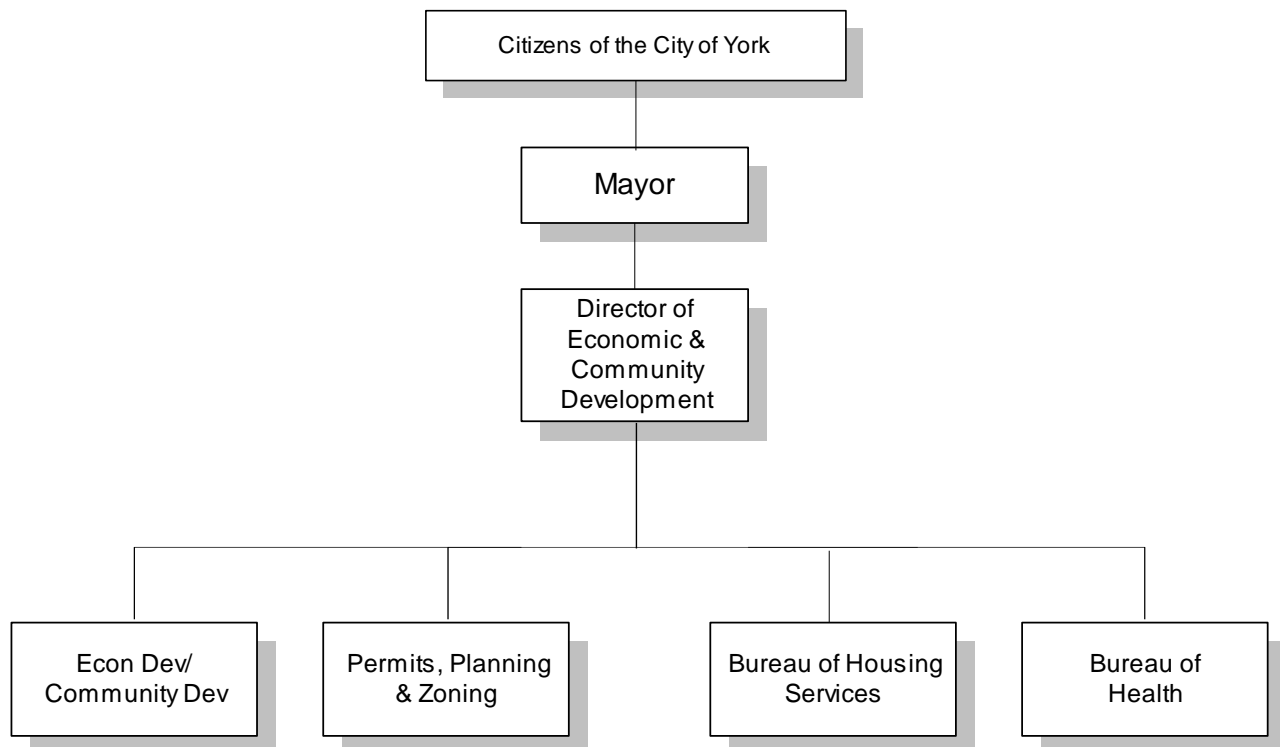 Citizens of the City of York
Mayor
Director of
Economic &
Community
Development
Econ Dev/
Community Dev
Permits, Planning
& Zoning
Bureau of Housing
Services
Bureau of
Health